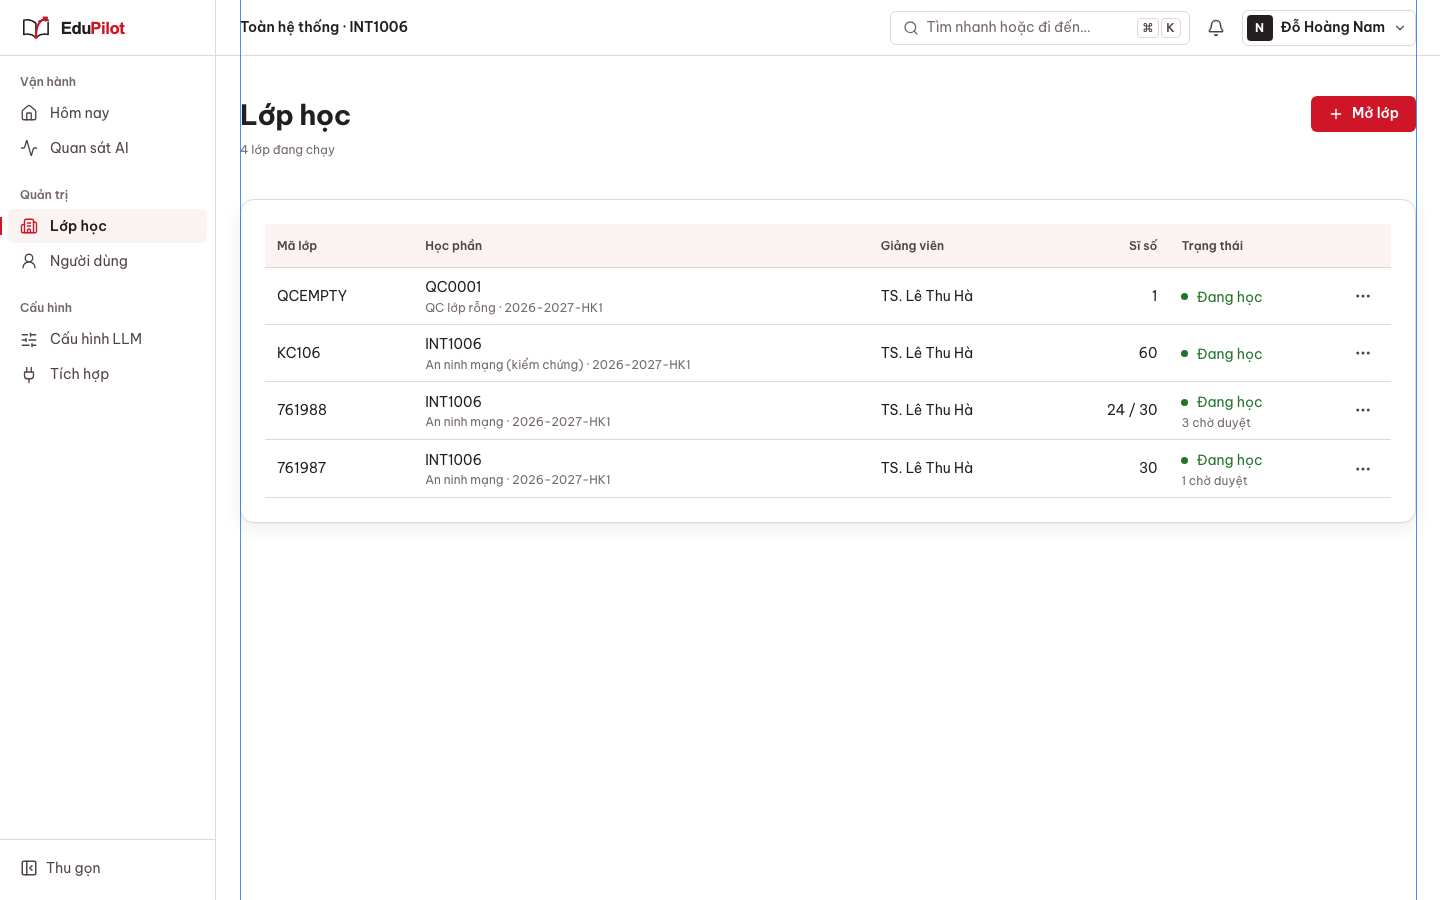 EduPilot
Toàn hệ thống · INT1006
Tìm nhanh hoặc đi đến...
⌘ K
N
Đỗ Hoàng Nam
Vận hành
Hôm nay
Quan sát AI
Quản trị
Lớp học
Người dùng
Cấu hình
Cấu hình LLM
Tích hợp
Thu gọn
Lớp học
4 lớp đang chạy
+ Mở lớp
Mã lớp Học phần Giảng viên Sĩ số Trạng thái
QCEMPTY QC0001 TS. Lê Thu Hà 1 Đang học
QC lớp rỗng · 2026-2027-HK1
KC106 INT1006 TS. Lê Thu Hà 60 Đang học
An ninh mạng (kiểm chứng) · 2026-2027-HK1
761988 INT1006 TS. Lê Thu Hà 24 / 30 Đang học
An ninh mạng · 2026-2027-HK1 3 chờ duyệt
761987 INT1006 TS. Lê Thu Hà 30 Đang học
An ninh mạng · 2026-2027-HK1 1 chờ duyệt